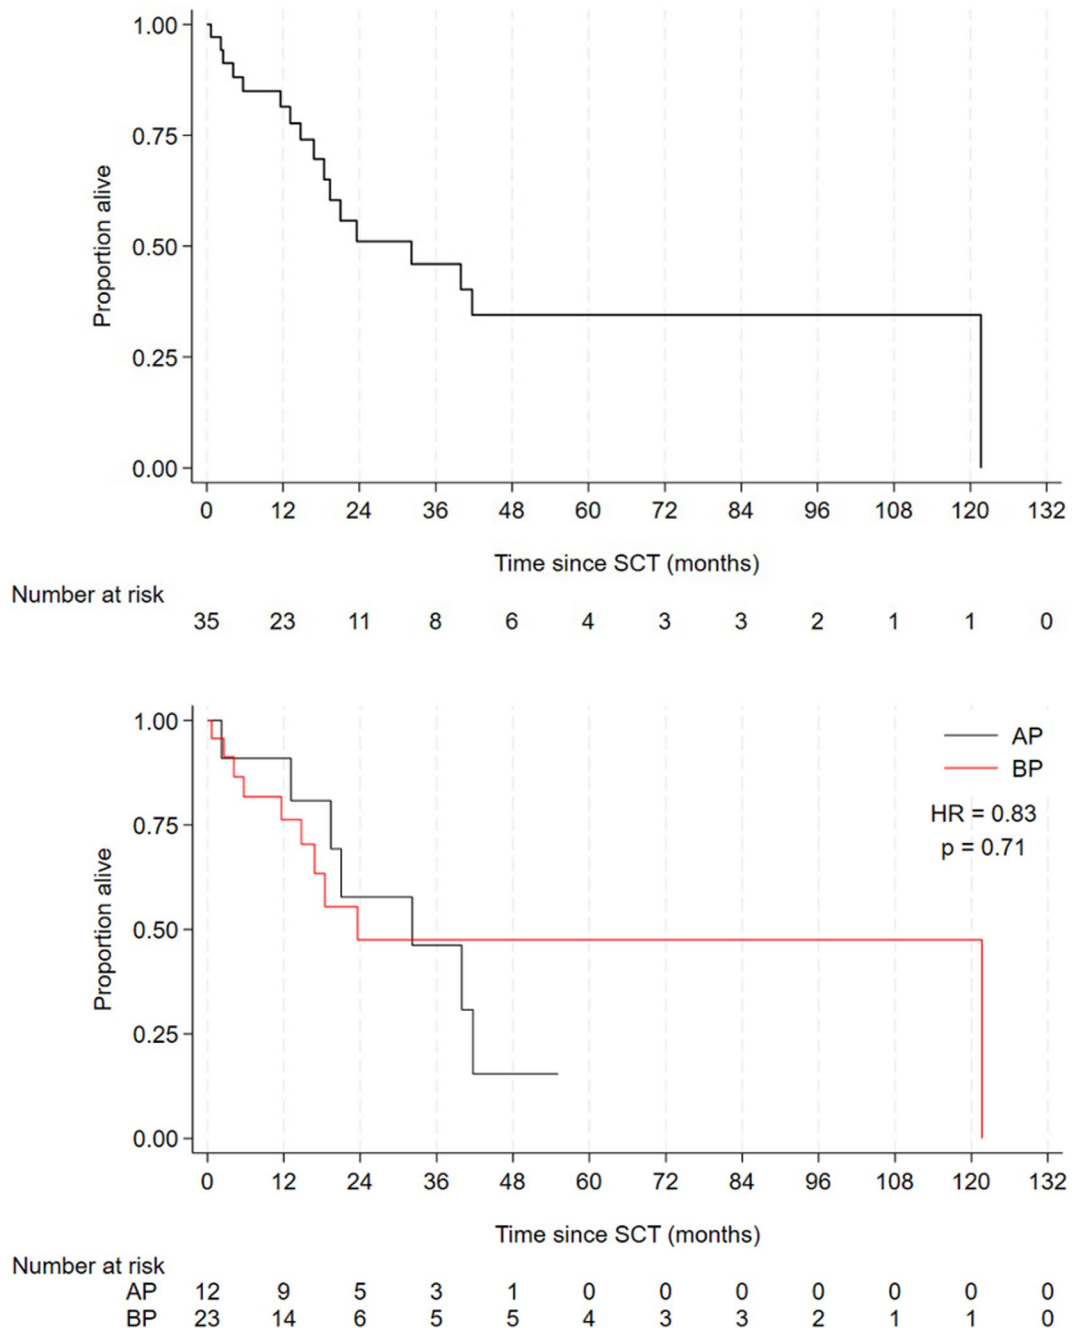 1.00
0.75
0.50
0.25
0.00
Proportion alive
0 12 24 36 48 60 72 84 96 108 120 132
Time since SCT (months)
Number at risk
35 23 11 8 6 4 3 3 2 1 1 0
1.00
0.75
0.50
0.25
0.00
Proportion alive
AP
BP
HR = 0.83
p = 0.71
0 12 24 36 48 60 72 84 96 108 120 132
Time since SCT (months)
Number at risk
AP 12 9 5 3 1 0 0 0 0 0 0 0
BP 23 14 6 5 5 4 3 3 2 1 1 0